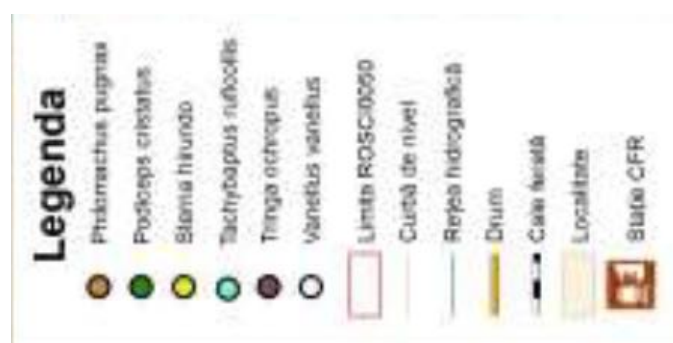 Legenda
Philomachus pugnax
Podiceps cristatus
Sterna hirundo
Tachybaptus ruficollis
Tringa ochropus
Vanellus vanellus
Limita ROSCI0050
Curbă de nivel
Rețea hidrografică
Drum
Cale ferată
Localitate
Stație CFR